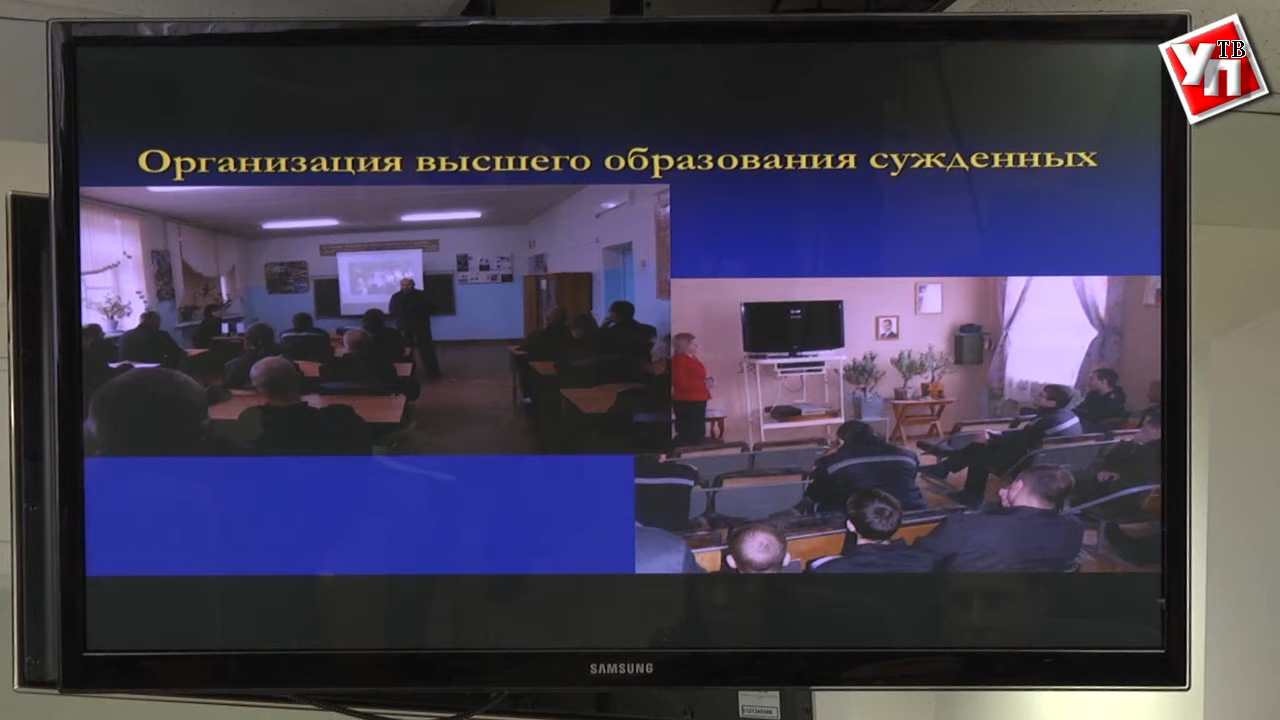 УП ТВ
Организация высшего образования сужденных
SAMSUNG